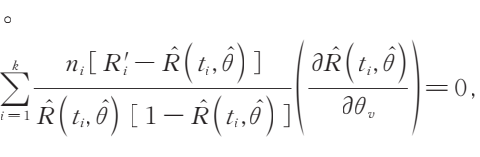 。
\sum_{i=1}^{k} \frac{n_i[R_i' - \hat{R}(t_i, \hat{\theta})]}{\hat{R}(t_i, \hat{\theta})[1 - \hat{R}(t_i, \hat{\theta})]} \left( \frac{\partial \hat{R}(t_i, \hat{\theta})}{\partial \theta_v} \right) = 0,